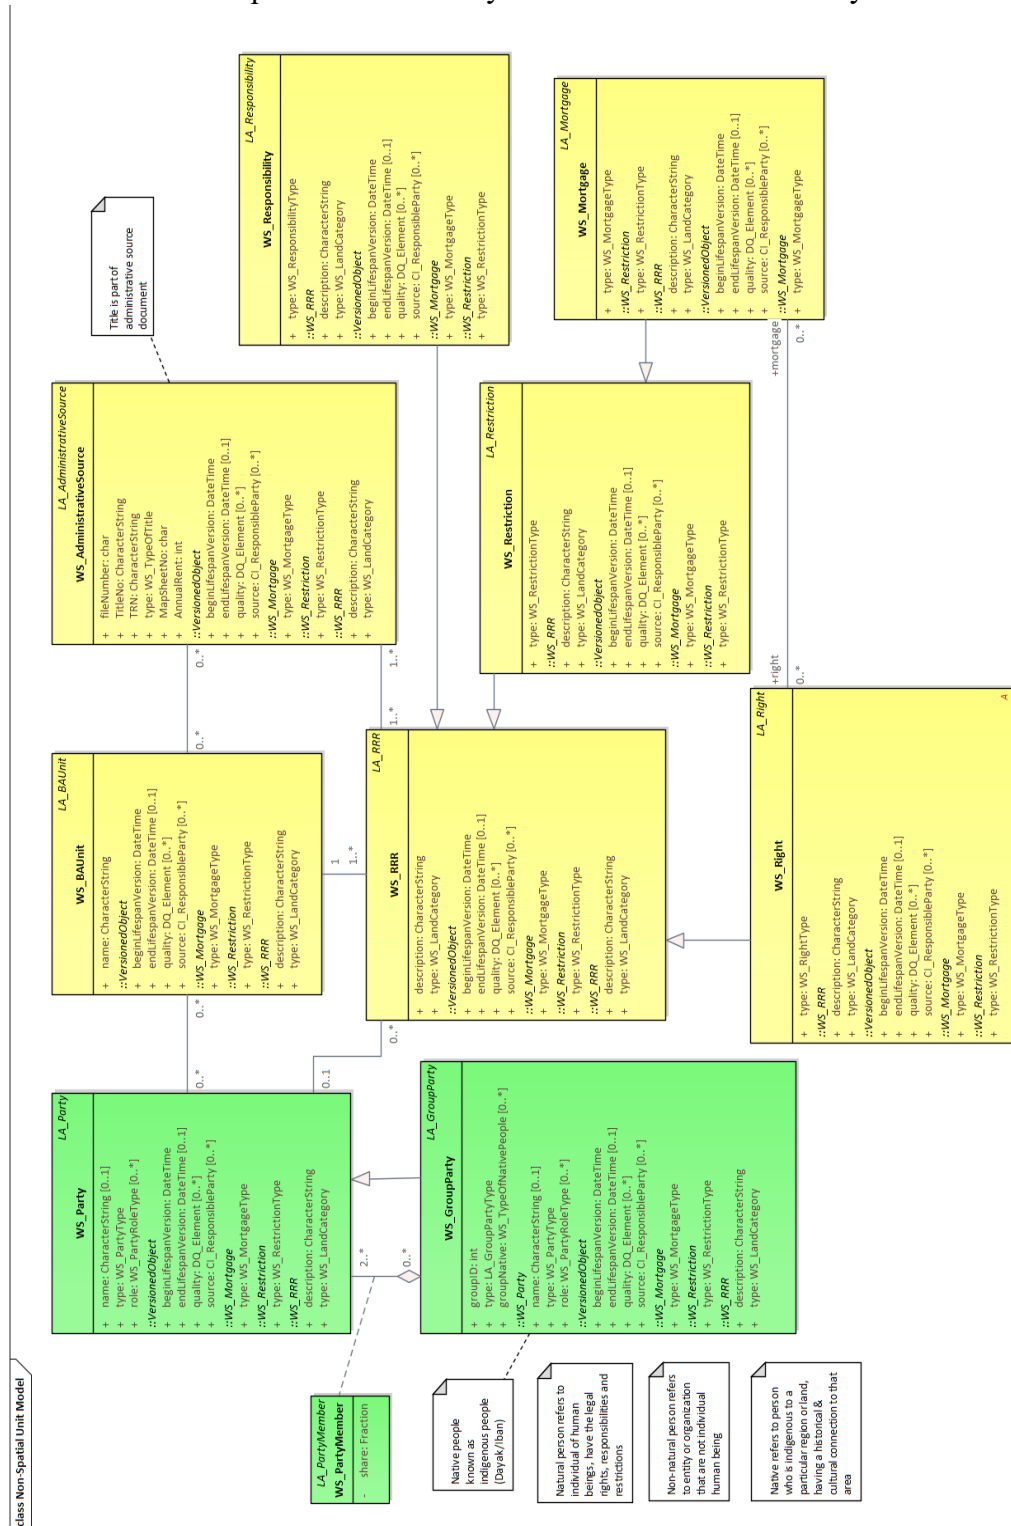 class Non-Spatial Unit Model
LA_Party
WS_Party
+ name: CharacterString [0..1]
+ type: WS_PartyType
+ role: WS_PartyRoleType [0..*]
::VersionedObject
+ beginLifespanVersion: DateTime
+ endLifespanVersion: DateTime [0..1]
+ quality: DQ_Element [0..*]
+ source: CI_ResponsibleParty [0..*]
::WS_Mortgage
+ type: WS_MortgageType
::WS_Restriction
+ type: WS_RestrictionType
::WS_RRR
+ description: CharacterString
+ type: WS_LandCategory
0..*
0..*
LA_BAUnit
WS_BAUnit
+ name: CharacterString
::VersionedObject
+ beginLifespanVersion: DateTime
+ endLifespanVersion: DateTime [0..1]
+ quality: DQ_Element [0..*]
+ source: CI_ResponsibleParty [0..*]
::WS_Mortgage
+ type: WS_MortgageType
::WS_Restriction
+ type: WS_RestrictionType
::WS_RRR
+ description: CharacterString
+ type: WS_LandCategory
0..*
0..*
LA_AdministrativeSource
WS_AdministrativeSource
+ fileNumber: char
+ TitleNo: CharacterString
+ TRN: CharacterString
+ type: WS_TypeOfTitle
+ MapSheetNo: char
+ AnnualRent: int
::VersionedObject
+ beginLifespanVersion: DateTime
+ endLifespanVersion: DateTime [0..1]
+ quality: DQ_Element [0..*]
+ source: CI_ResponsibleParty [0..*]
::WS_Mortgage
+ type: WS_MortgageType
::WS_Restriction
+ type: WS_RestrictionType
::WS_RRR
+ description: CharacterString
+ type: WS_LandCategory
Title is part of
administrative source
document
LA_PartyMember
WS_PartyMember
- share: Fraction
2..*
0..*
0..1
0..*
1
1..*
1..*
1..*
LA_RRR
WS_RRR
+ description: CharacterString
+ type: WS_LandCategory
::VersionedObject
+ beginLifespanVersion: DateTime
+ endLifespanVersion: DateTime [0..1]
+ quality: DQ_Element [0..*]
+ source: CI_ResponsibleParty [0..*]
::WS_Mortgage
+ type: WS_MortgageType
::WS_Restriction
+ type: WS_RestrictionType
::WS_RRR
+ description: CharacterString
+ type: WS_LandCategory
LA_Responsibility
WS_Responsibility
+ type: WS_ResponsibilityType
::WS_RRR
+ description: CharacterString
+ type: WS_LandCategory
::VersionedObject
+ beginLifespanVersion: DateTime
+ endLifespanVersion: DateTime [0..1]
+ quality: DQ_Element [0..*]
+ source: CI_ResponsibleParty [0..*]
::WS_Mortgage
+ type: WS_MortgageType
::WS_Restriction
+ type: WS_RestrictionType
Native people
known as
indigenous people
(Dayak/Iban)
LA_GroupParty
WS_GroupParty
+ groupID: int
+ type: LA_GroupPartyType
+ groupNative: WS_TypeOfNativePeople [0..*]
::WS_Party
+ name: CharacterString [0..1]
+ type: WS_PartyType
+ role: WS_PartyRoleType [0..*]
::VersionedObject
+ beginLifespanVersion: DateTime
+ endLifespanVersion: DateTime [0..1]
+ quality: DQ_Element [0..*]
+ source: CI_ResponsibleParty [0..*]
::WS_Mortgage
+ type: WS_MortgageType
::WS_Restriction
+ type: WS_RestrictionType
::WS_RRR
+ description: CharacterString
+ type: WS_LandCategory
LA_Restriction
WS_Restriction
+ type: WS_RestrictionType
::WS_RRR
+ description: CharacterString
+ type: WS_LandCategory
::VersionedObject
+ beginLifespanVersion: DateTime
+ endLifespanVersion: DateTime [0..1]
+ quality: DQ_Element [0..*]
+ source: CI_ResponsibleParty [0..*]
::WS_Mortgage
+ type: WS_MortgageType
::WS_Restriction
+ type: WS_RestrictionType
LA_Mortgage
WS_Mortgage
+ type: WS_MortgageType
::WS_Restriction
+ type: WS_RestrictionType
::WS_RRR
+ description: CharacterString
+ type: WS_LandCategory
::VersionedObject
+ beginLifespanVersion: DateTime
+ endLifespanVersion: DateTime [0..1]
+ quality: DQ_Element [0..*]
+ source: CI_ResponsibleParty [0..*]
::WS_Mortgage
+ type: WS_MortgageType
Natural person refers to
individual of human
beings, have the legal
rights, responsibilities and
restrictions
Non-natural person refers
to entity or organization
that are not individual
human being
Native refers to person
who is indigenous to a
particular region or land,
having a historical &
cultural connection to that
area
LA_Right
WS_Right
+ type: WS_RightType
::WS_RRR
+ description: CharacterString
+ type: WS_LandCategory
::VersionedObject
+ beginLifespanVersion: DateTime
+ endLifespanVersion: DateTime [0..1]
+ quality: DQ_Element [0..*]
+ source: CI_ResponsibleParty [0..*]
::WS_Mortgage
+ type: WS_MortgageType
::WS_Restriction
+ type: WS_RestrictionType
A
+right
0..*
+mortgage
0..*